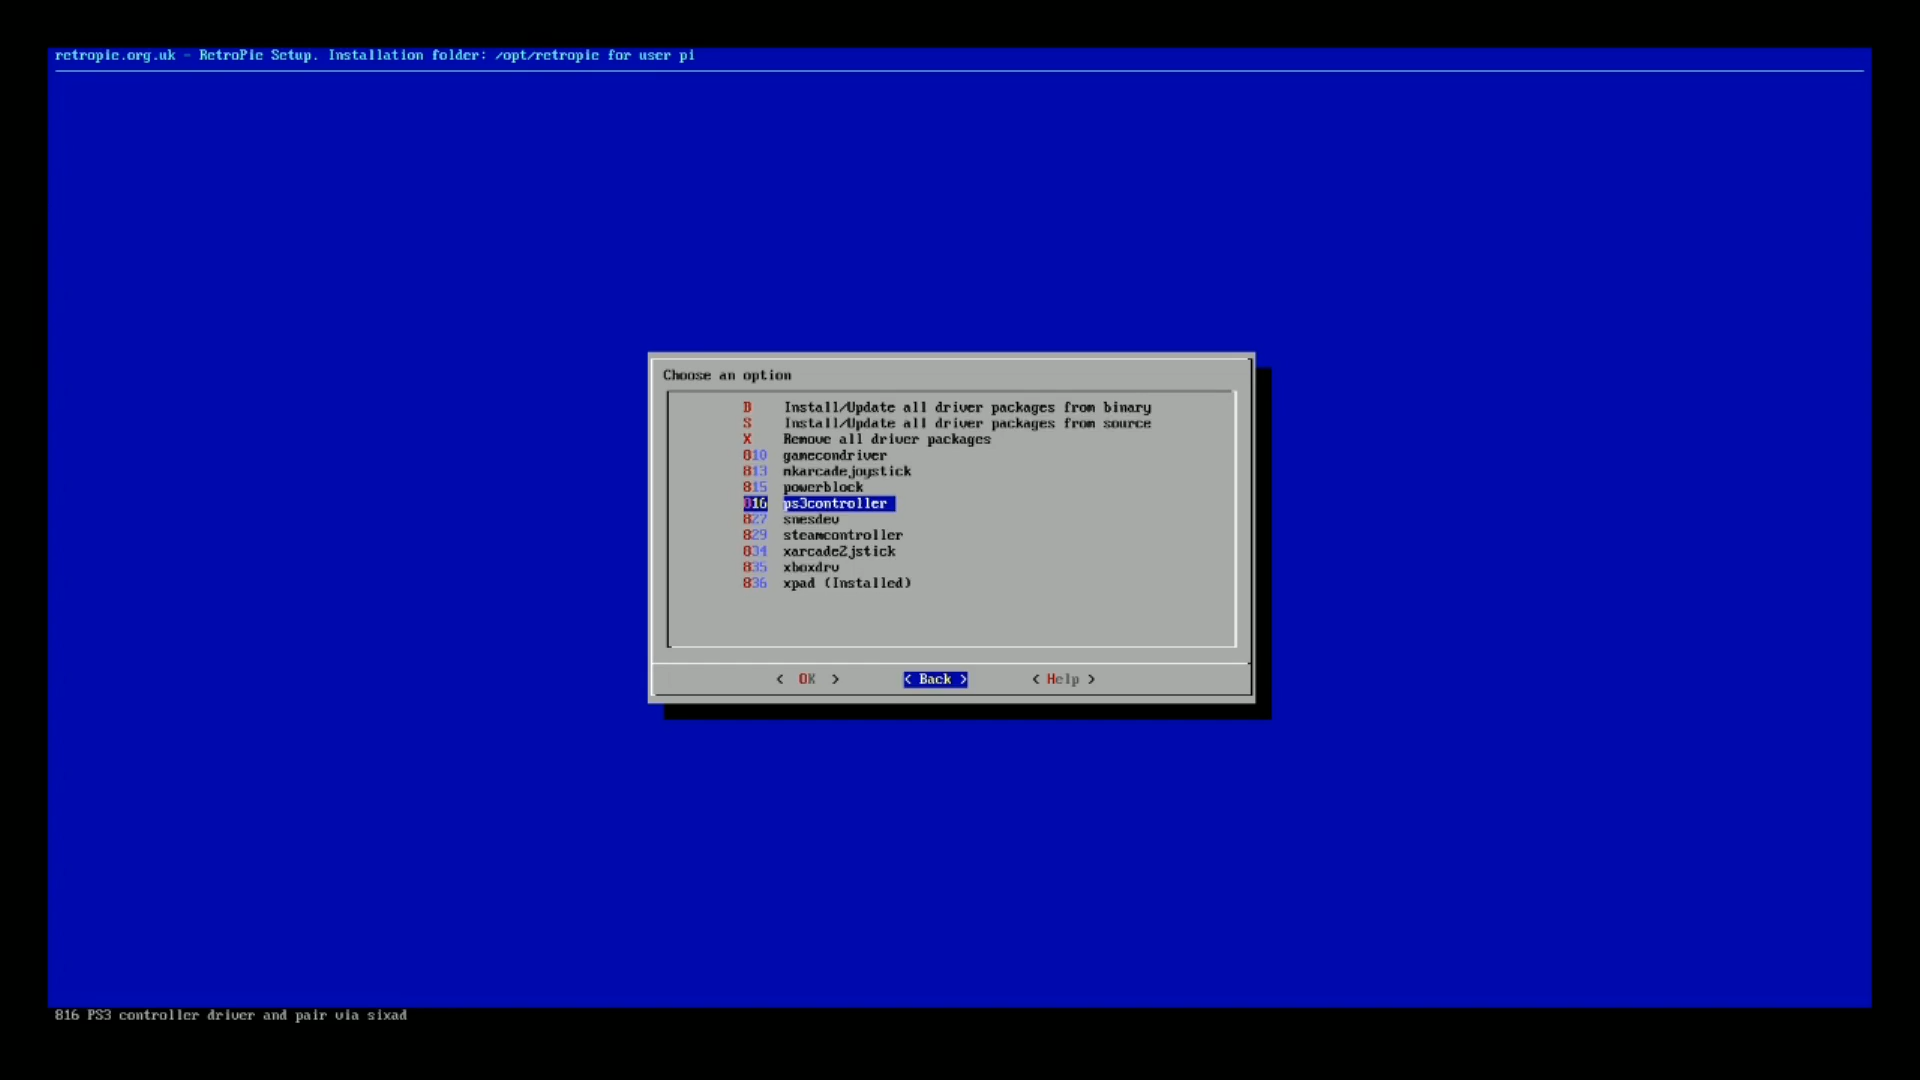 retropie.org.uk - RetroPie Setup. Installation folder: /opt/retropie for user pi
Choose an option
B Install/Update all driver packages from binary
S Install/Update all driver packages from source
X Remove all driver packages
810 gamecondriver
813 mkarcadejoystick
815 powerblock
816 ps3controller
827 snesdev
829 steamcontroller
834 xarcade2jstick
835 xboxdrv
836 xpad (Installed)
< OK > < Back > < Help >
816 PS3 controller driver and pair via sixad